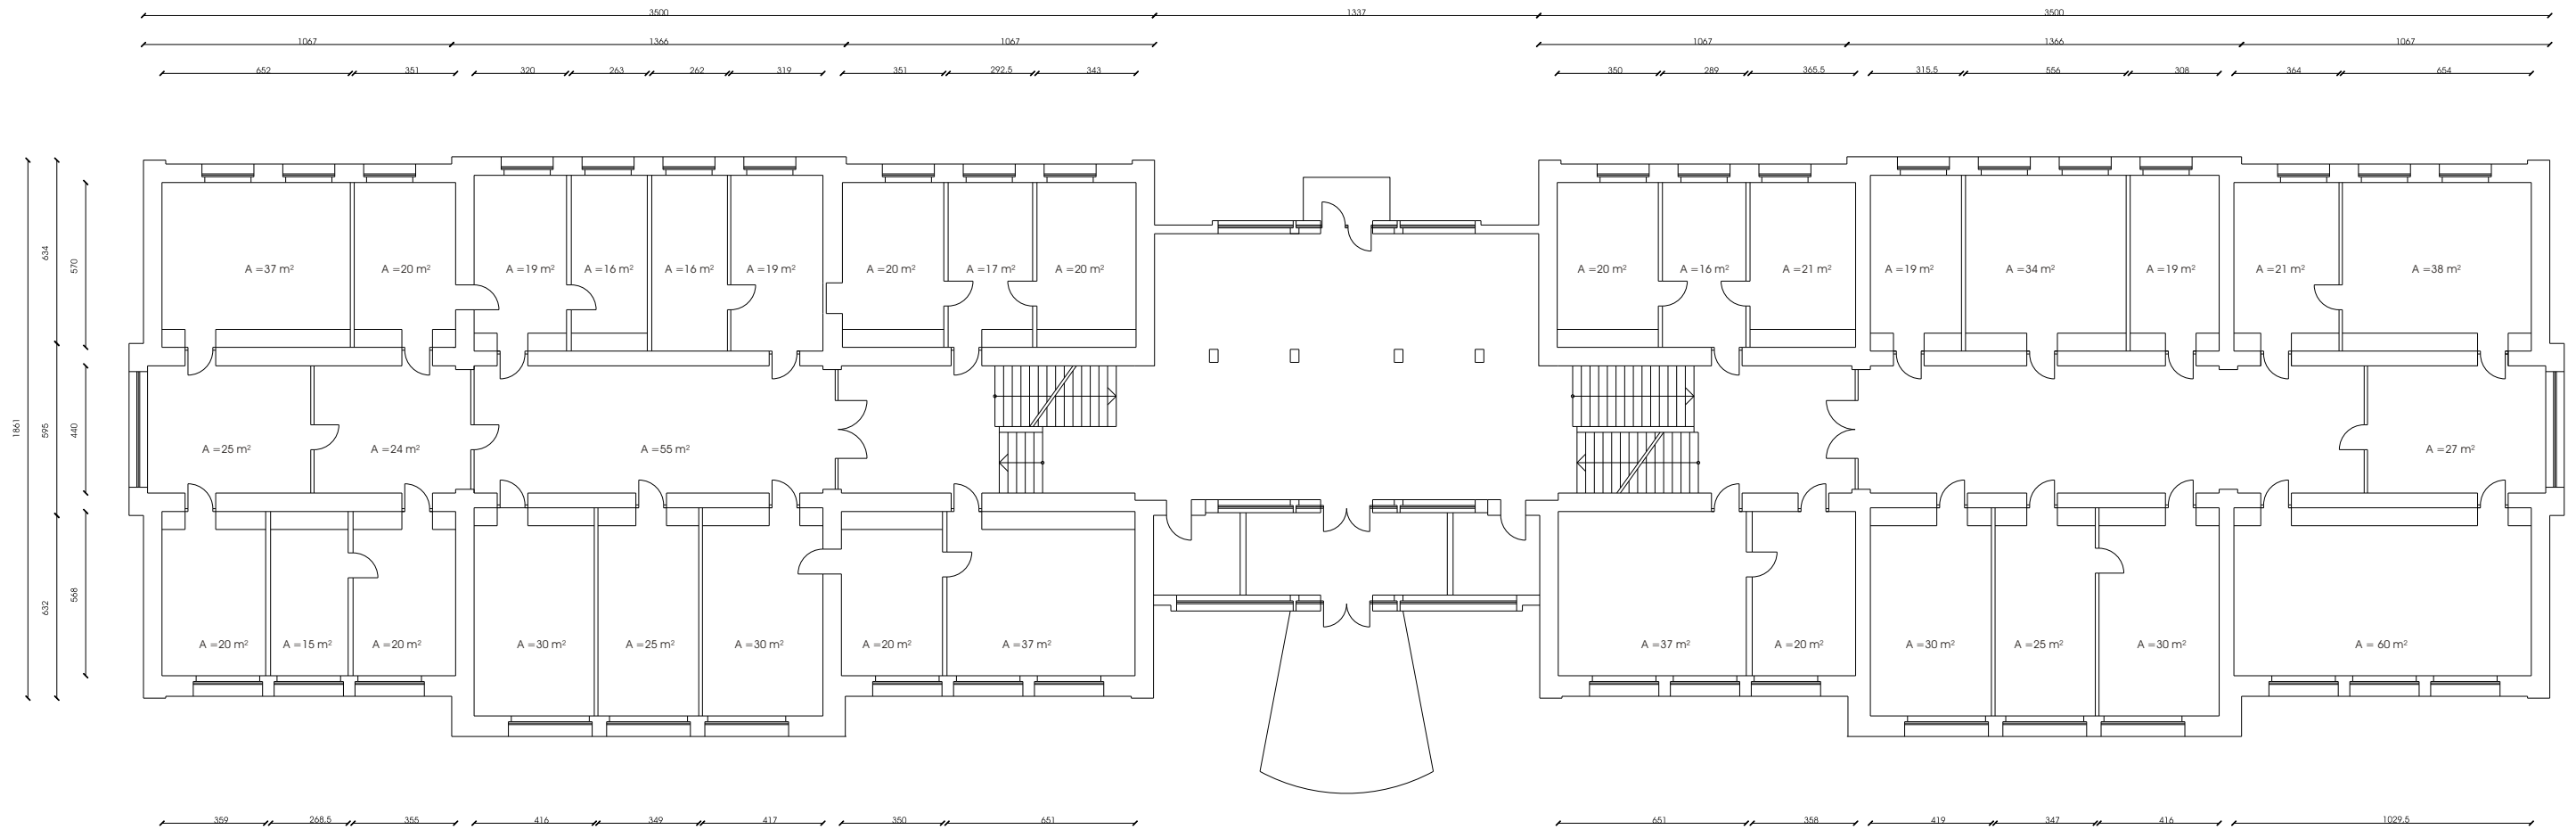 3500 1337 3500
1067 1366 1067 1067 1366 1067
652 351 320 263 262 319 351 292,5 343 350 289 365,5 315,5 556 308 364 654
634
570
A =37 m² A =20 m² A =19 m² A =16 m² A =16 m² A =19 m² A =20 m² A =17 m² A =20 m² A =20 m² A =16 m² A =21 m² A =19 m² A =34 m² A =19 m² A =21 m² A =38 m²
1861
595
440
A =25 m² A =24 m² A =55 m² A =27 m²
632
568
A =20 m² A =15 m² A =20 m² A =30 m² A =25 m² A =30 m² A =20 m² A =37 m² A =37 m² A =20 m² A =30 m² A =25 m² A =30 m² A = 60 m²
359 268,5 355 416 349 417 350 651 651 358 419 347 416 1029,5